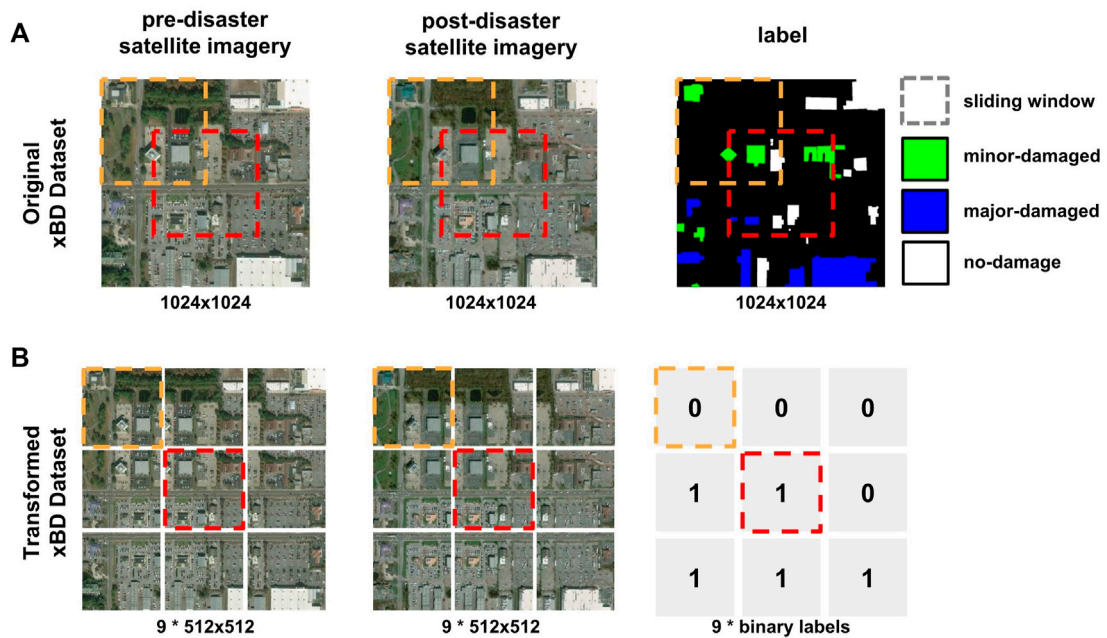 A
pre-disaster
satellite imagery
post-disaster
satellite imagery
label
Original
xBD Dataset
sliding window
minor-damaged
major-damaged
no-damage
1024x1024
1024x1024
1024x1024
B
Transformed
xBD Dataset
0 0 0
1 1 0
1 1 1
9 * 512x512
9 * 512x512
9 * binary labels